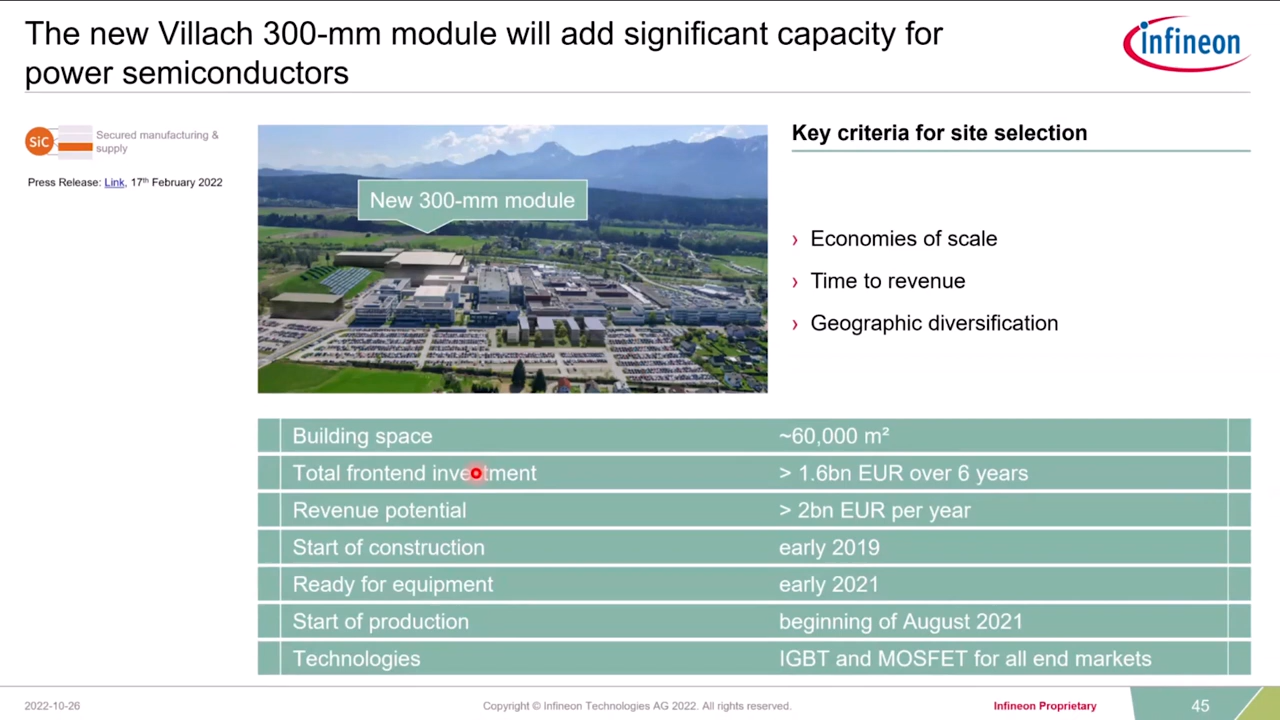 The new Villach 300-mm module will add significant capacity for
power semiconductors
infineon
SiC
Secured manufacturing &
supply
Press Release: Link, 17th February 2022
New 300-mm module
Key criteria for site selection
› Economies of scale
› Time to revenue
› Geographic diversification
Building space ~60,000 m²
Total frontend investment > 1.6bn EUR over 6 years
Revenue potential > 2bn EUR per year
Start of construction early 2019
Ready for equipment early 2021
Start of production beginning of August 2021
Technologies IGBT and MOSFET for all end markets
2022-10-26 Copyright © Infineon Technologies AG 2022. All rights reserved. Infineon Proprietary 45